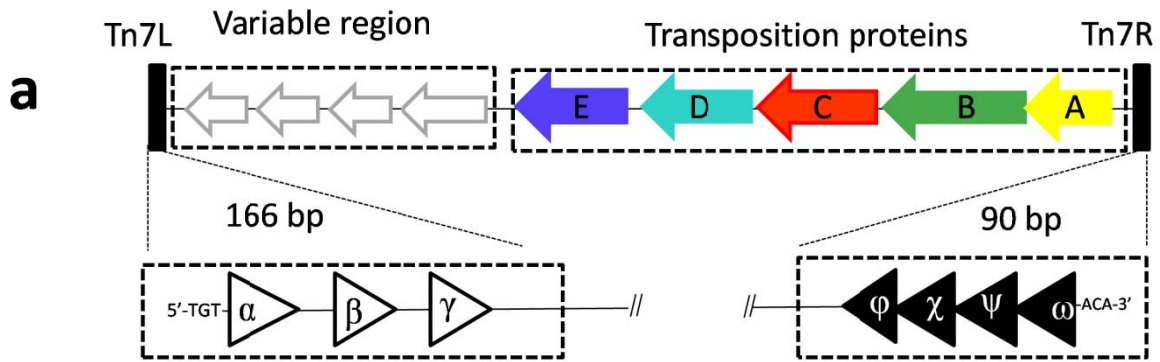 Tn7L Variable region Transposition proteins Tn7R
a
E D C B A
166 bp 90 bp
5'-TGT- α β γ // // φ χ ψ ω -ACA-3'